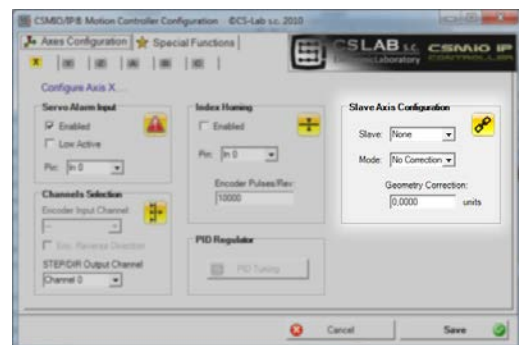 CSMIO/IP® Motion Controller Configuration ©CS-Lab s.c. 2010
Axes Configuration
Special Functions
CSLAB s.c.
Laboratory
CSMIO IP
CONTROLLER
X
Configure Axis X...
Servo Alarm Input
Enabled
Low Active
Pin: In 0
Channels Selection
Encoder Input Channel:
--
Enc. Reverse Direction
STEP/DIR Output Channel
Channel 0
Index Homing
Enabled
Pin: In 0
Encoder Pulses/Rev:
10000
PID Regulator
PID Tuning
Slave Axis Configuration
Slave: None
Mode: No Correction
Geometry Correction:
0,0000 units
Cancel
Save